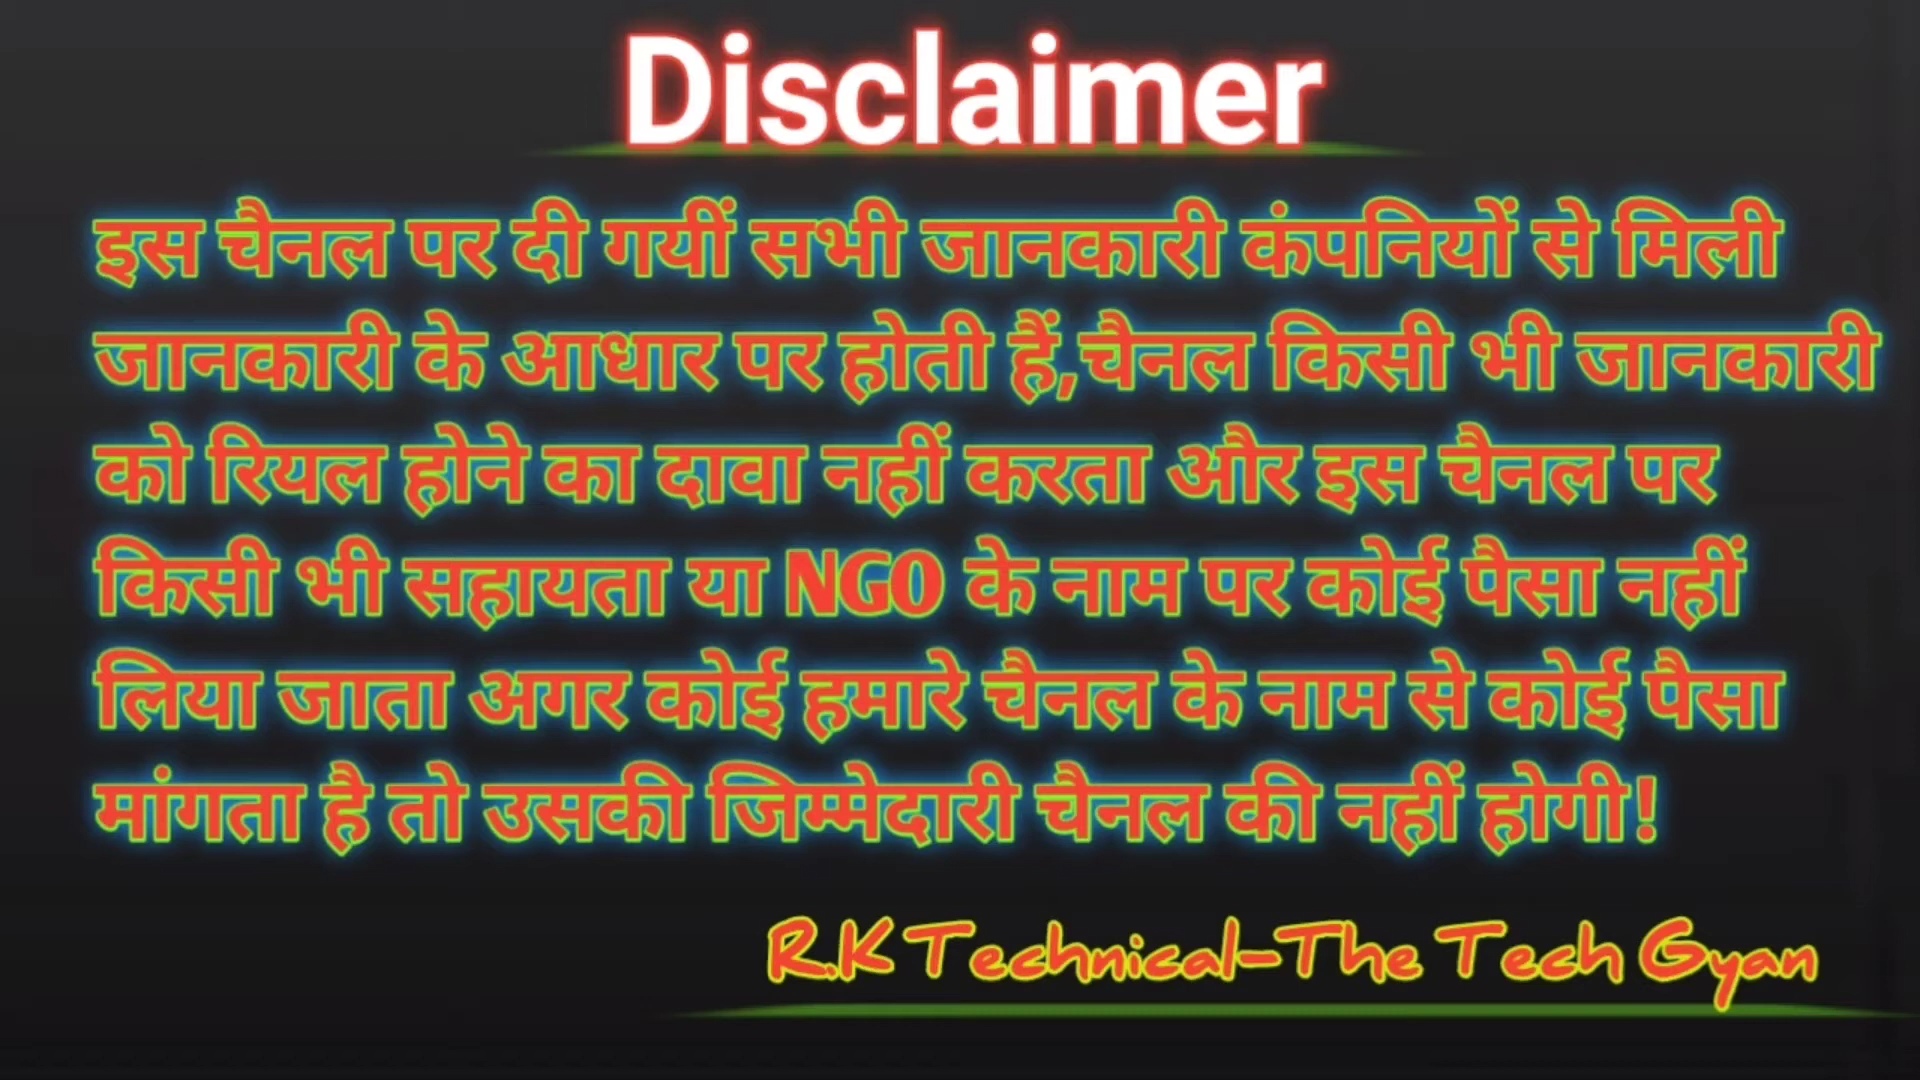 Disclaimer
इस चैनल पर दी गयीं सभी जानकारी कंपनियों से मिली
जानकारी के आधार पर होती हैं,चैनल किसी भी जानकारी
को रियल होने का दावा नहीं करता और इस चैनल पर
किसी भी सहायता या NGO के नाम पर कोई पैसा नहीं
लिया जाता अगर कोई हमारे चैनल के नाम से कोई पैसा
मांगता है तो उसकी जिम्मेदारी चैनल की नहीं होगी!
R.K Technical-The Tech Gyan